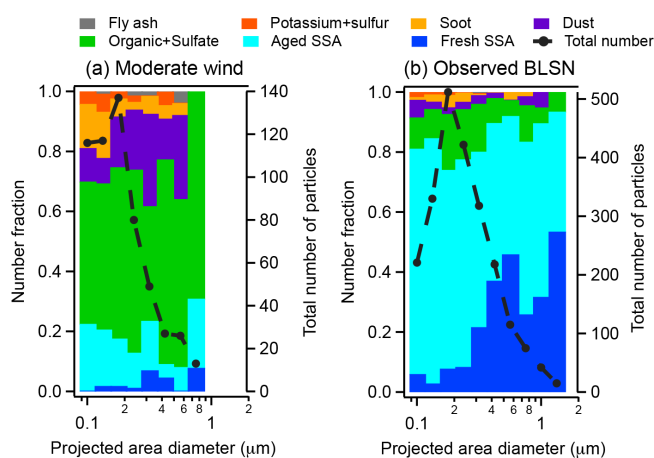 Fly ash Potassium+sulfur Soot Dust
Organic+Sulfate Aged SSA Fresh SSA Total number
(a) Moderate wind (b) Observed BLSN
1.0 140 1.0 500
120
0.8 0.8 400
100
0.6 80 0.6 300
60
0.4 0.4 200
40
0.2 0.2 100
20
0.0 0 0.0 0
Number fraction
Total number of particles
Number fraction
Total number of particles
2 4 6 8 2 2 4 6 8 2
0.1 1 0.1 1
Projected area diameter (μm) Projected area diameter (μm)